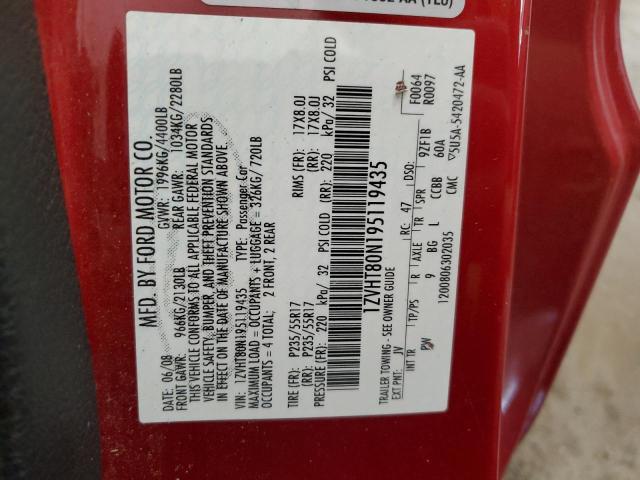 MFD. BY FORD MOTOR CO.
DATE: 06/08 GVWR: 1996KG/4400LB
FRONT GAWR: 966KG/2130LB REAR GAWR: 1034KG/2280LB
THIS VEHICLE CONFORMS TO ALL APPLICABLE FEDERAL MOTOR
VEHICLE SAFETY, BUMPER, AND THEFT PREVENTION STANDARDS
IN EFFECT ON THE DATE OF MANUFACTURE SHOWN ABOVE.
VIN: 1ZVHT80N195119435 TYPE: Passenger Car
MAXIMUM LOAD = OCCUPANTS + LUGGAGE = 326KG/720LB
OCCUPANTS = 4 TOTAL; 2 FRONT, 2 REAR
TIRE (FR): P235/55R17 RIMS (FR): 17X8.0J
(RR): P235/55R17 (RR): 17X8.0J
PRESSURE (FR): 220 kPa/ 32 PSI COLD (RR): 220 kPa/ 32 PSI COLD
1ZVHT80N195119435
TRAILER TOWING - SEE OWNER GUIDE
F0064
R0097
EXT PNT: JV RC: 47 DSO:
INT TR TP/PS R AXLE TR SPR 9ZF1B
PW 9 BG L CCBB 60A
1200806302035 CMC 5U5A-5420472-AA